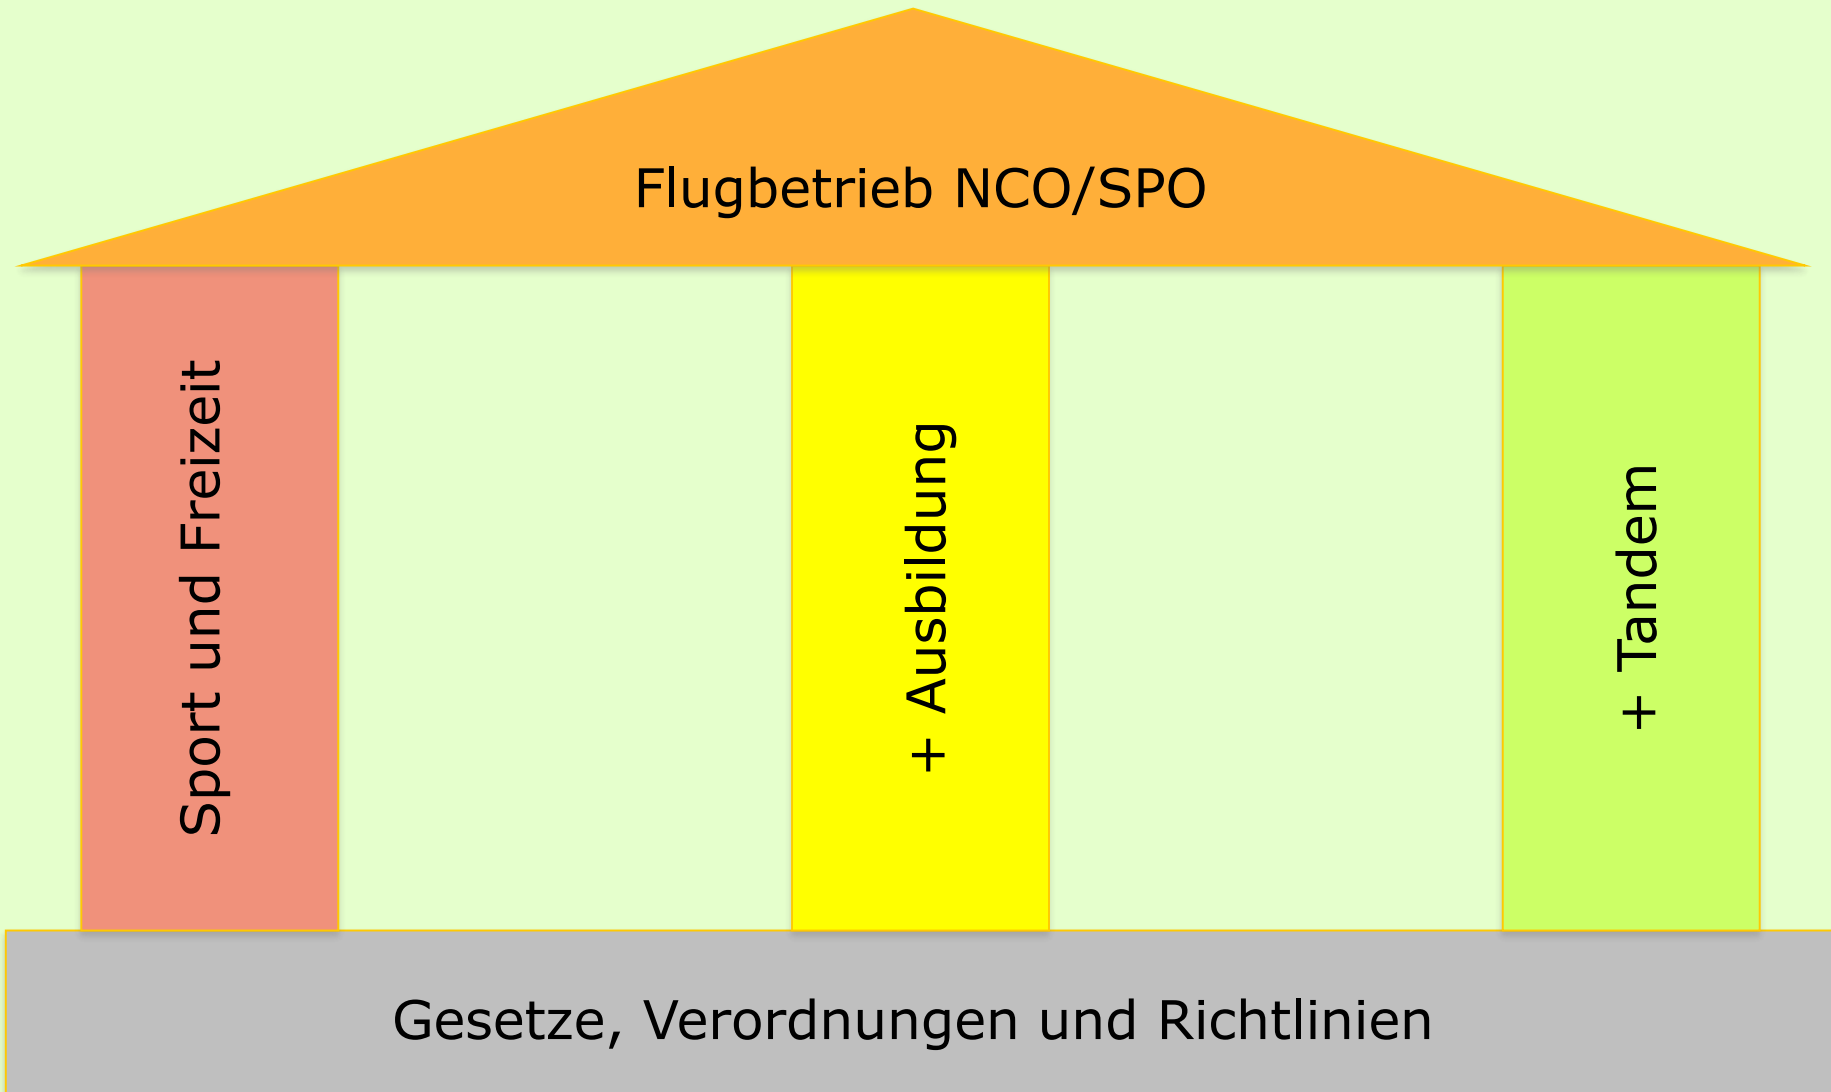 Flugbetrieb NCO/SPO
Sport und Freizeit
+ Ausbildung
+ Tandem
Gesetze, Verordnungen und Richtlinien